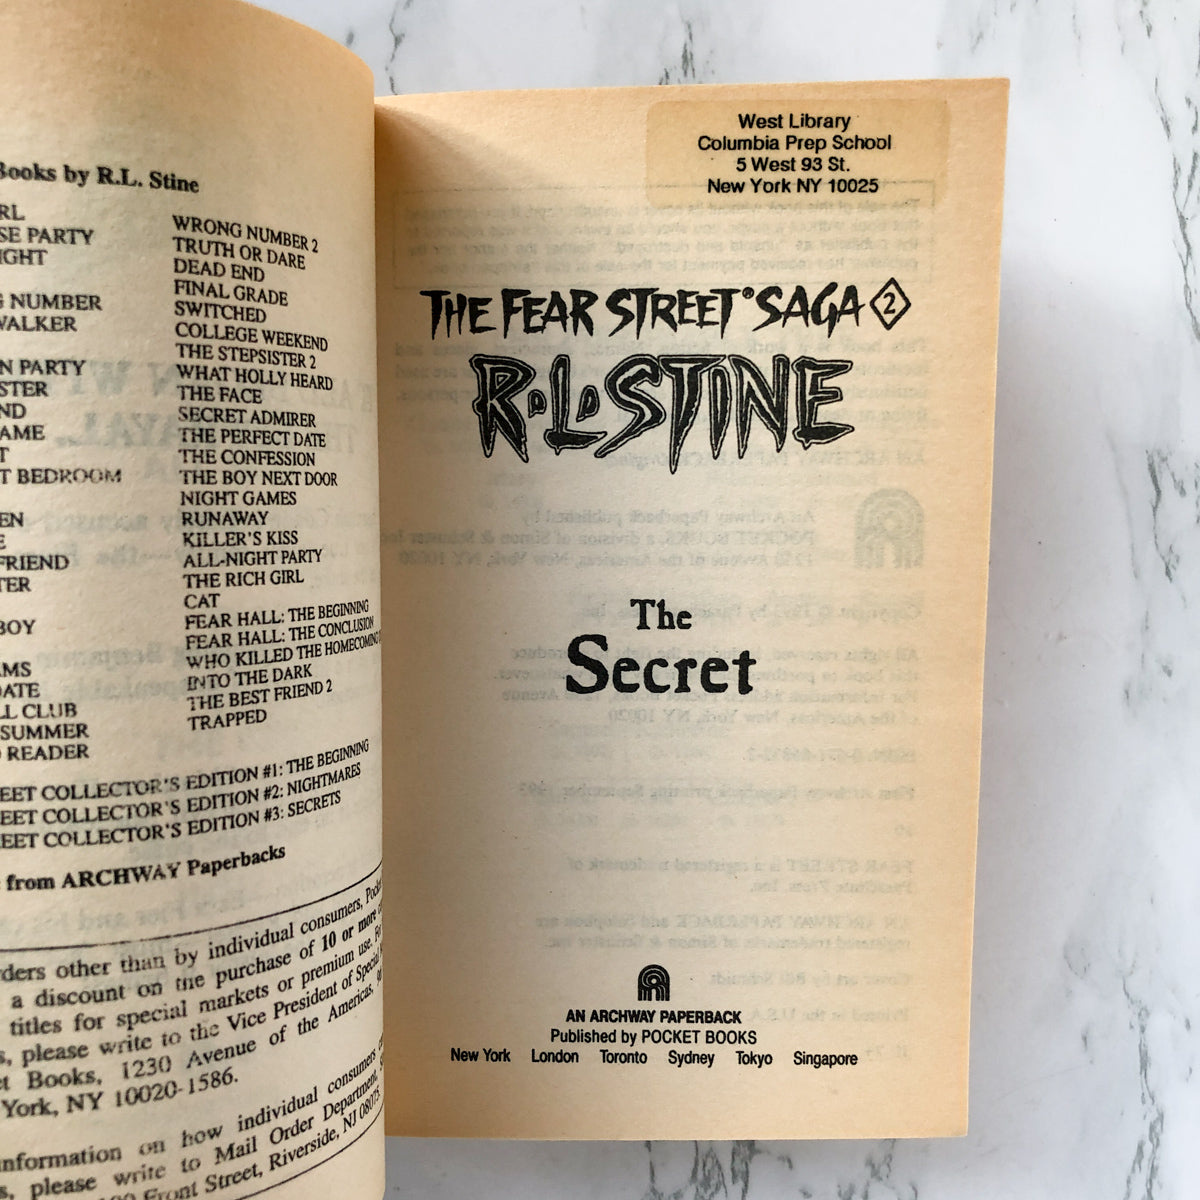 Books by R.L. Stine
WRONG NUMBER 2
SE PARTY
TRUTH OR DARE
DEAD END
FINAL GRADE
NUMBER
SWITCHED
WALKER
COLLEGE WEEKEND
THE STEPSISTER 2
N PARTY
WHAT HOLLY HEARD
STER
THE FACE
ND
SECRET ADMIRER
AME
THE PERFECT DATE
T
THE CONFESSION
T BEDROOM
THE BOY NEXT DOOR
NIGHT GAMES
EN
RUNAWAY
E
KILLER'S KISS
FRIEND
ALL-NIGHT PARTY
TER
THE RICH GIRL
CAT
BOY
FEAR HALL: THE BEGINNING
FEAR HALL: THE CONCLUSION
AMS
WHO KILLED THE HOMECOMING
DATE
INTO THE DARK
LL CLUB
THE BEST FRIEND 2
SUMMER
TRAPPED
READER
EET COLLECTOR'S EDITION #1: THE BEGINNING
EET COLLECTOR'S EDITION #2: NIGHTMARES
EET COLLECTOR'S EDITION #3: SECRETS
from ARCHWAY Paperbacks
rders other than by individual consumers,
a discount on the purchase of 10 or more
titles for special markets or premium use.
s, please write to the Vice President of Special
et Books, 1230 Avenue of the Americas,
York, NY 10020-1586.
information on how individual consumers
s, please write to Mail Order Department,
Front Street, Riverside, NJ 08075.
West Library
Columbia Prep School
5 West 93 St.
New York NY 10025
THE FEAR STREET® SAGA 2
R·L·STINE
The
Secret
AN ARCHWAY PAPERBACK
Published by POCKET BOOKS
New York London Toronto Sydney Tokyo Singapore